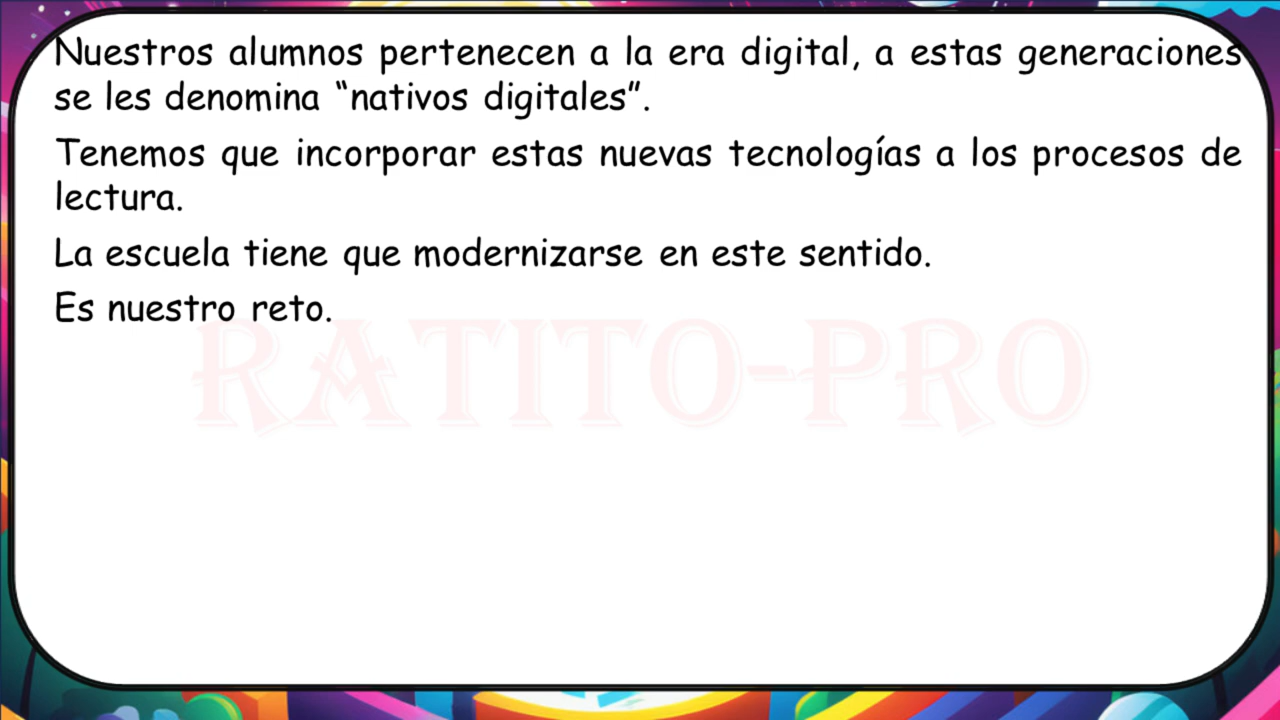 Nuestros alumnos pertenecen a la era digital, a estas generaciones
se les denomina “nativos digitales”.
Tenemos que incorporar estas nuevas tecnologías a los procesos de
lectura.
La escuela tiene que modernizarse en este sentido.
Es nuestro reto.
RATITO-PRO